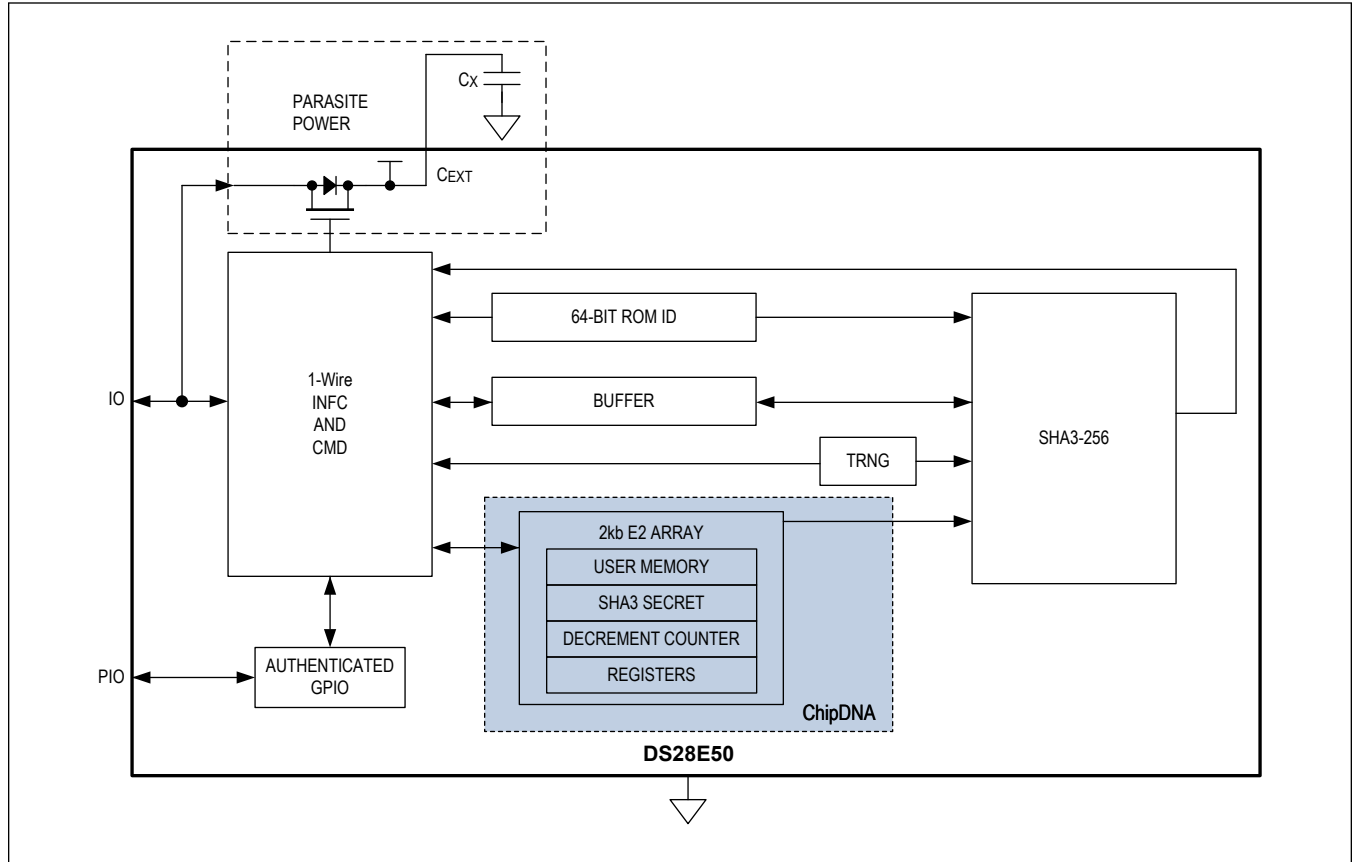 PARASITE
POWER
CX
CEXT
IO
1-Wire
INFC
AND
CMD
64-BIT ROM ID
BUFFER
TRNG
SHA3-256
2kb E2 ARRAY
USER MEMORY
SHA3 SECRET
DECREMENT COUNTER
REGISTERS
ChipDNA
PIO
AUTHENTICATED
GPIO
DS28E50